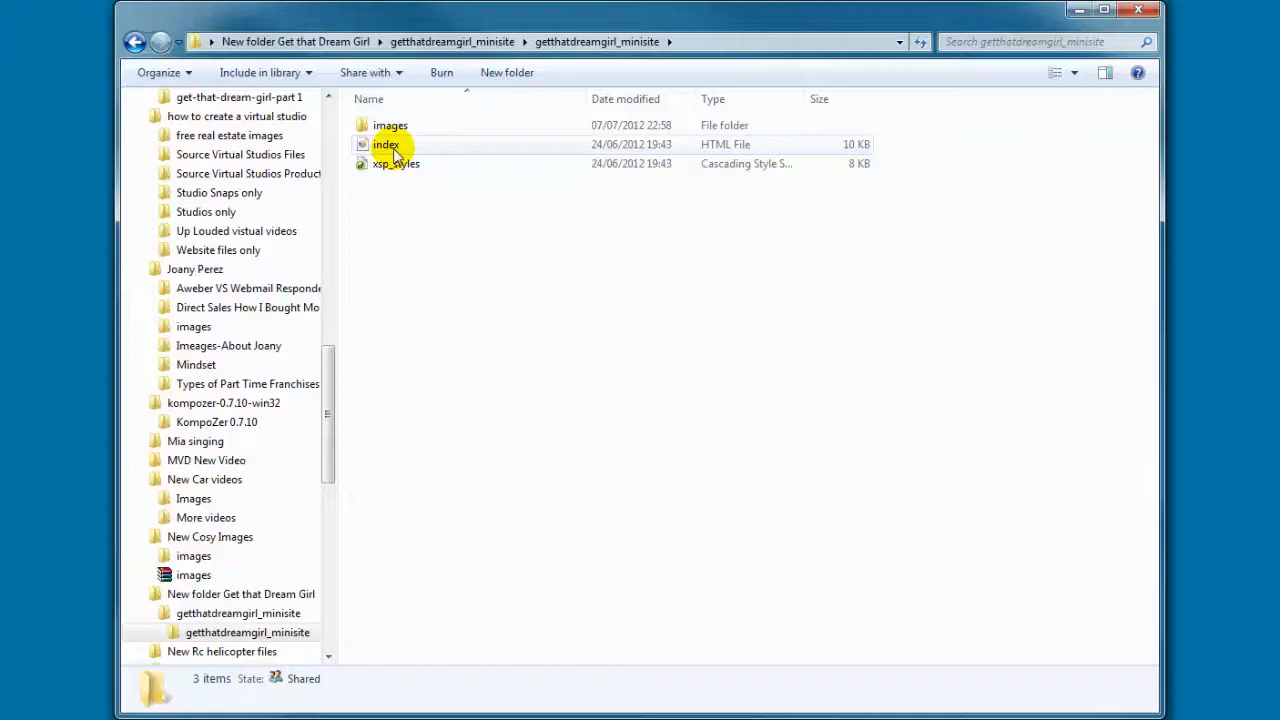 New folder Get that Dream Girl getthatdreamgirl_minisite getthatdreamgirl_minisite Search getthatdreamgirl_minisite
Organize Include in library Share with Burn New folder
Name Date modified Type Size
images 07/07/2012 22:58 File folder
index 24/06/2012 19:43 HTML File 10 KB
xsp_styles 24/06/2012 19:43 Cascading Style S... 8 KB
get-that-dream-girl-part 1
how to create a virtual studio
free real estate images
Source Virtual Studios Files
Source Virtual Studios Product
Studio Snaps only
Studios only
Up Louded vistual videos
Website files only
Joany Perez
Aweber VS Webmail Responde
Direct Sales How I Bought Mo
images
Imeages-About Joany
Mindset
Types of Part Time Franchises
kompozer-0.7.10-win32
KompoZer 0.7.10
Mia singing
MVD New Video
New Car videos
Images
More videos
New Cosy Images
images
images
New folder Get that Dream Girl
getthatdreamgirl_minisite
getthatdreamgirl_minisite
New Rc helicopter files
3 items State: Shared